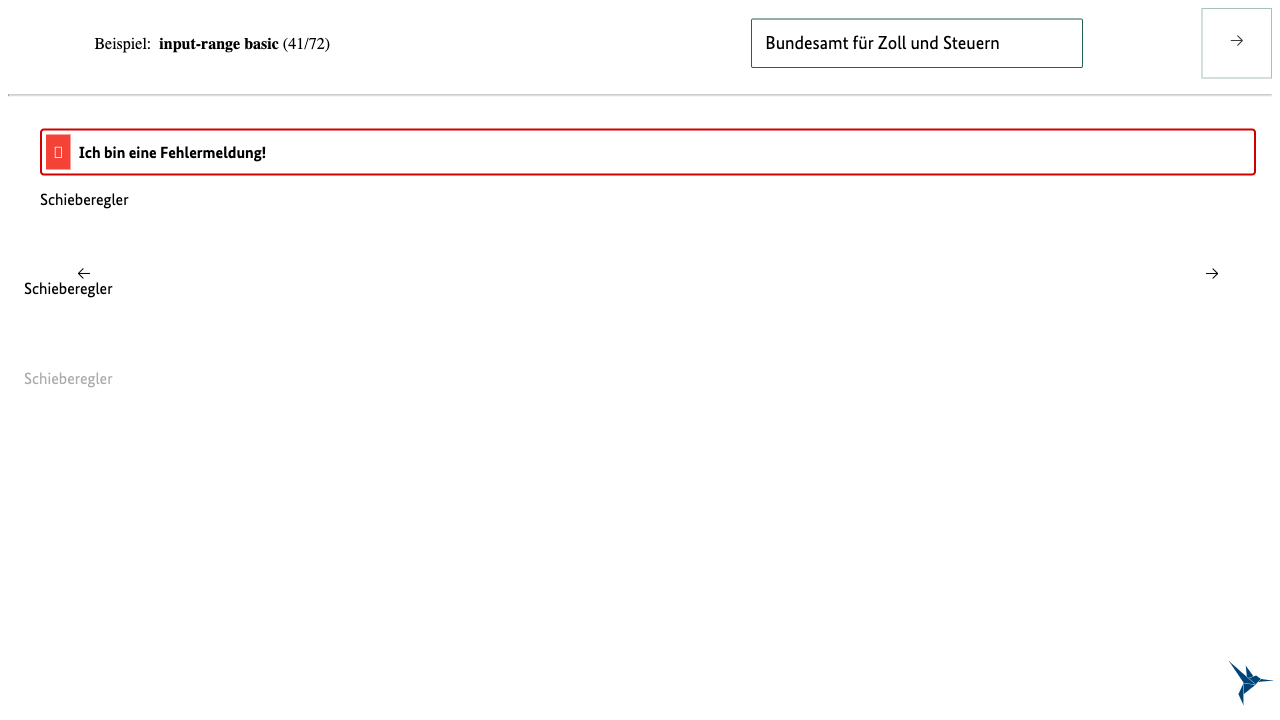 Beispiel: input-range basic (41/72)
Bundesamt für Zoll und Steuern
Ich bin eine Fehlermeldung!
Schieberegler
Schieberegler
Schieberegler